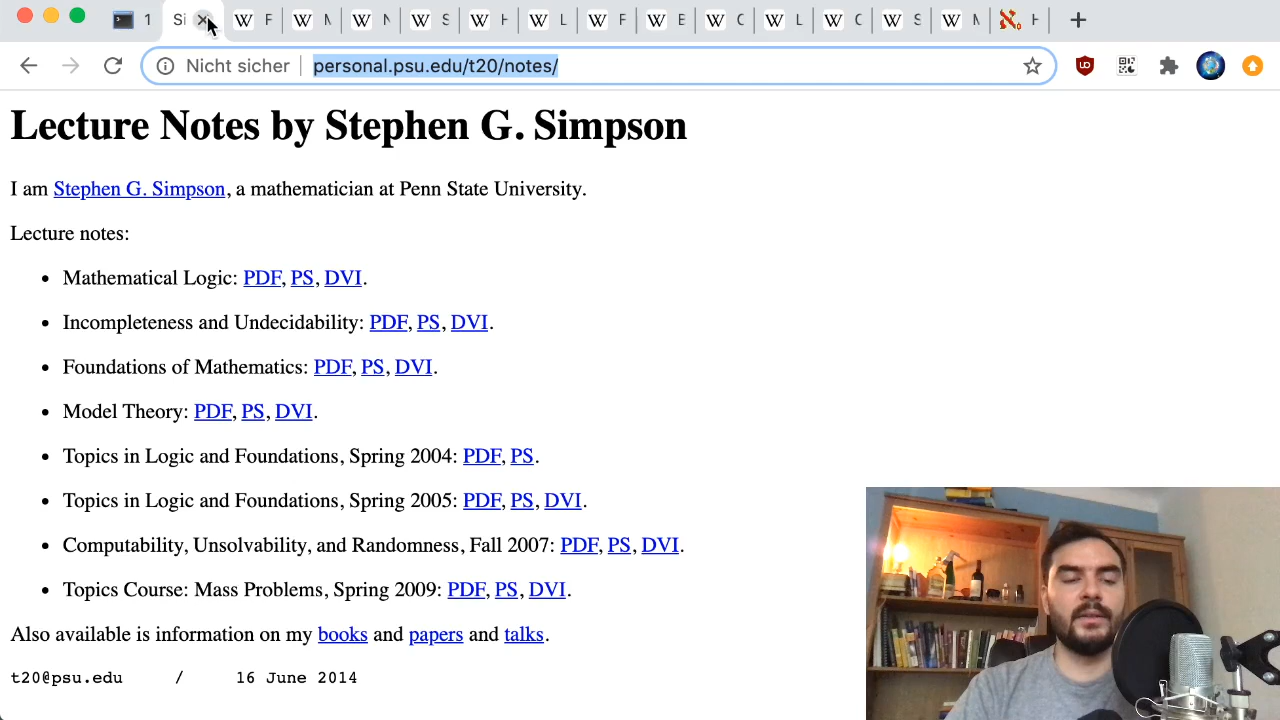 1 Si F M N S H L F E C L C S M H
Nicht sicher personal.psu.edu/t20/notes/
Lecture Notes by Stephen G. Simpson
I am Stephen G. Simpson, a mathematician at Penn State University.
Lecture notes:
• Mathematical Logic: PDF, PS, DVI.
• Incompleteness and Undecidability: PDF, PS, DVI.
• Foundations of Mathematics: PDF, PS, DVI.
• Model Theory: PDF, PS, DVI.
• Topics in Logic and Foundations, Spring 2004: PDF, PS.
• Topics in Logic and Foundations, Spring 2005: PDF, PS, DVI.
• Computability, Unsolvability, and Randomness, Fall 2007: PDF, PS, DVI.
• Topics Course: Mass Problems, Spring 2009: PDF, PS, DVI.
Also available is information on my books and papers and talks.
t20@psu.edu / 16 June 2014